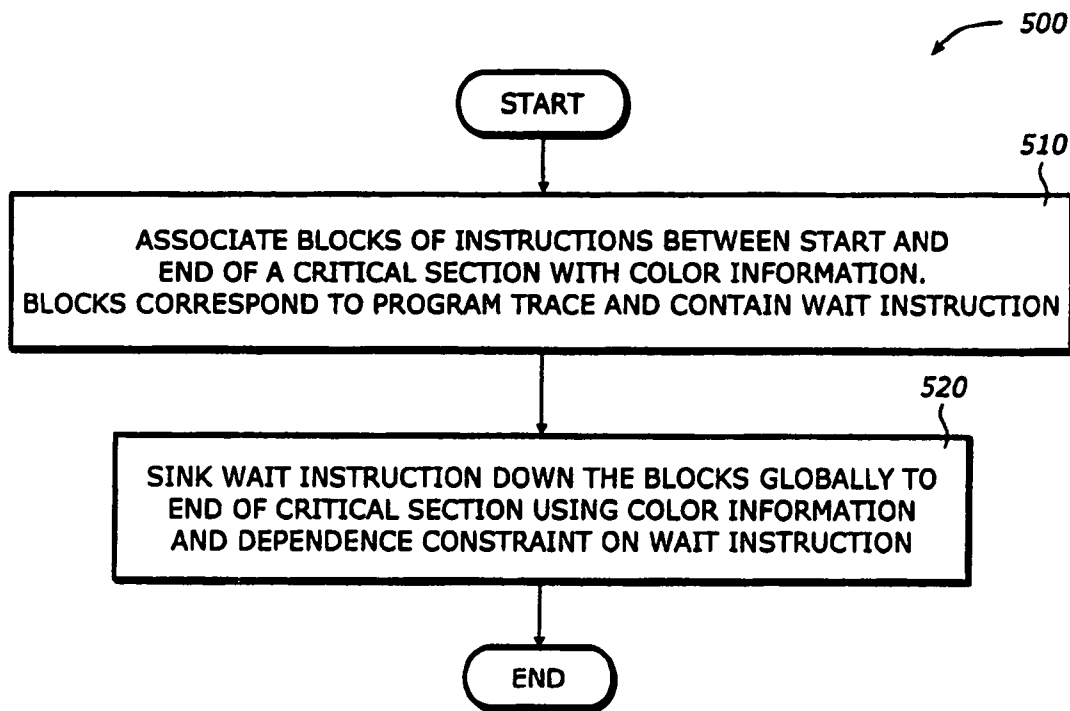 500
START
510
ASSOCIATE BLOCKS OF INSTRUCTIONS BETWEEN START AND
END OF A CRITICAL SECTION WITH COLOR INFORMATION.
BLOCKS CORRESPOND TO PROGRAM TRACE AND CONTAIN WAIT INSTRUCTION
520
SINK WAIT INSTRUCTION DOWN THE BLOCKS GLOBALLY TO
END OF CRITICAL SECTION USING COLOR INFORMATION
AND DEPENDENCE CONSTRAINT ON WAIT INSTRUCTION
END